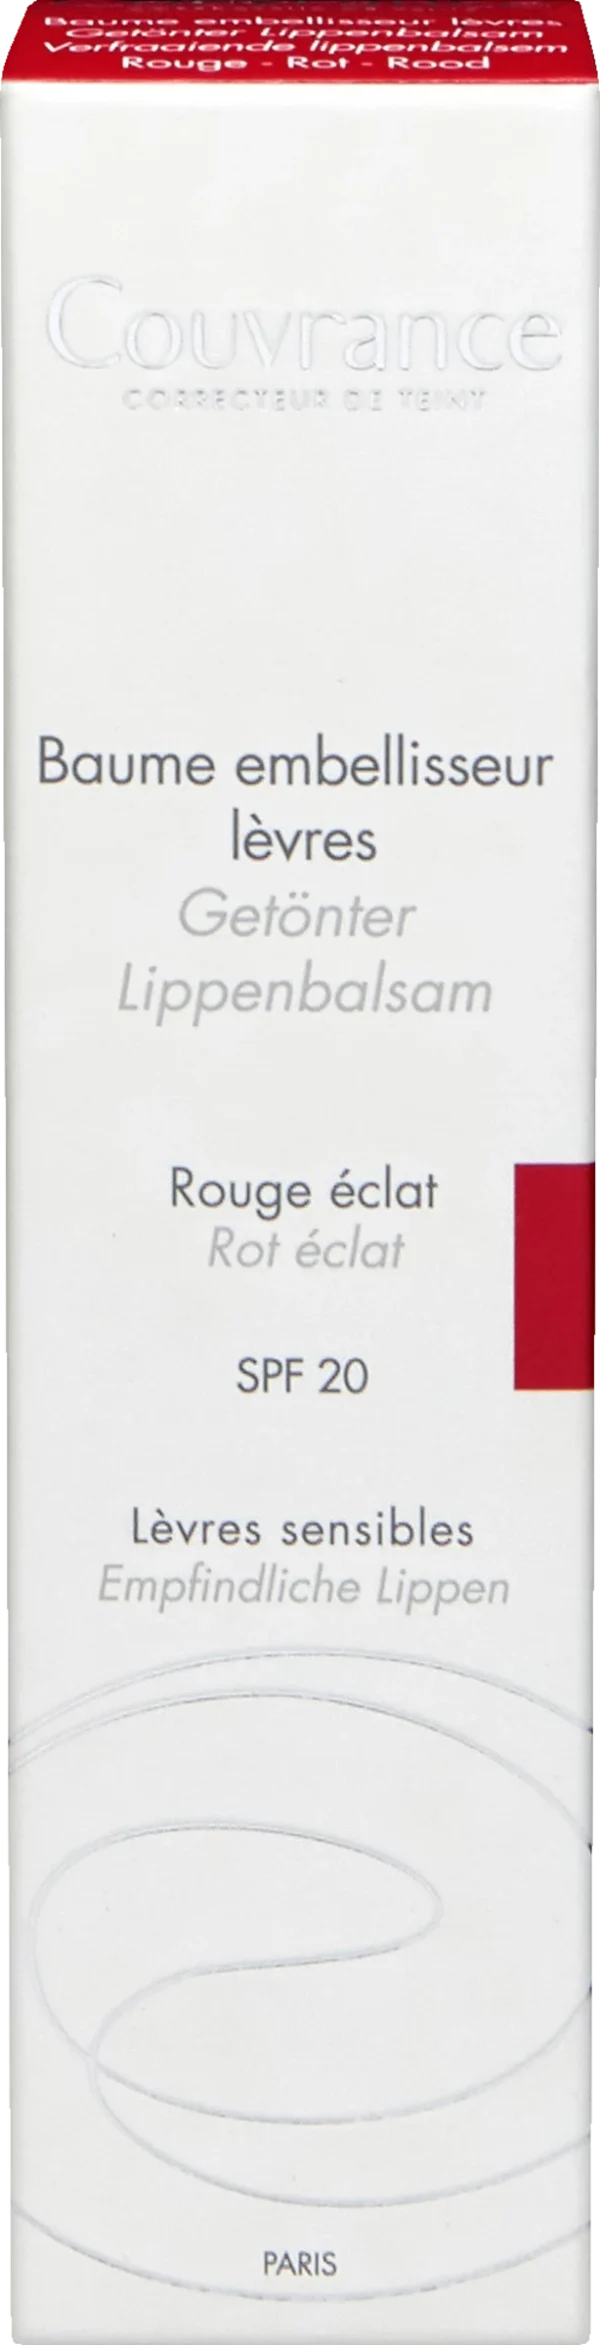 Baume embellisseur lèvres
Getönter Lippenbalsam
Verfraaiende lippenbalsem
Rouge - Rot - Rood
Couvrance
CORRECTEUR DE TEINT
Baume embellisseur
lèvres
Getönter
Lippenbalsam
Rouge éclat
Rot éclat
SPF 20
Lèvres sensibles
Empfindliche Lippen
PARIS